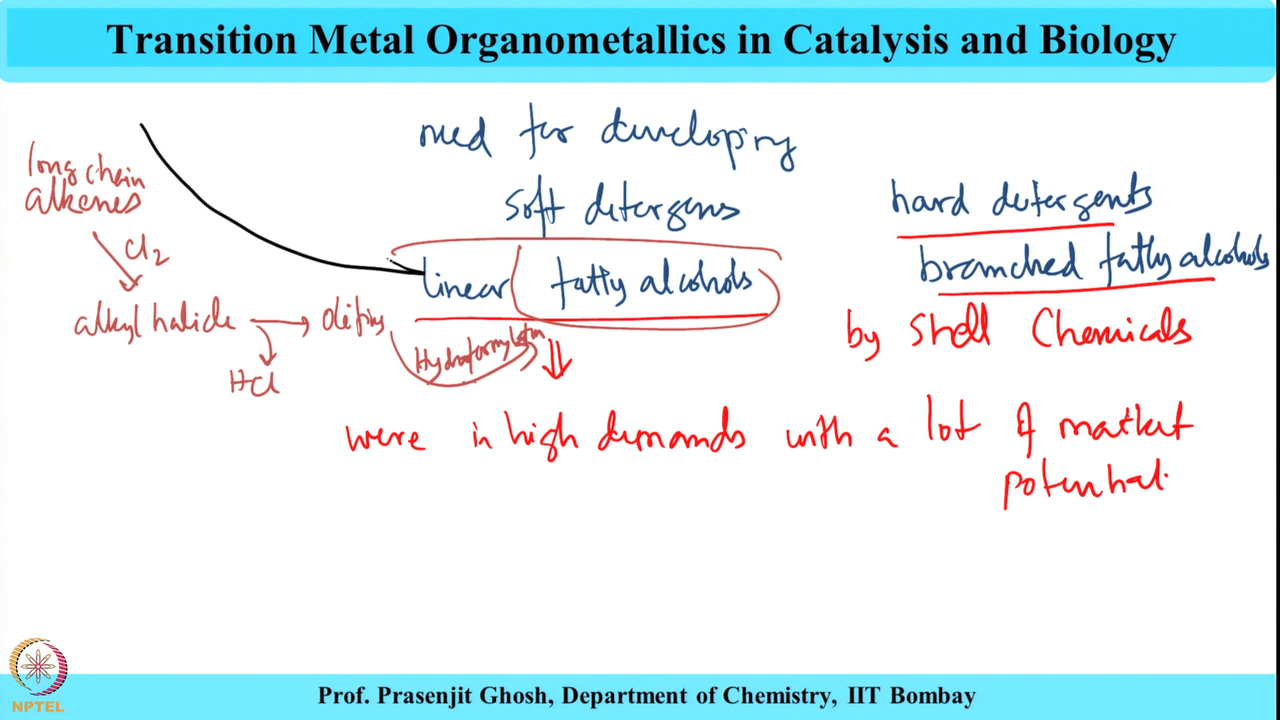 Transition Metal Organometallics in Catalysis and Biology
need for developing
soft detergens
linear fatty alcohols
Hydroformylation
long chain
alkenes
Cl2
alkyl halide → olefins
HCl
hard detergents
branched fatty alcohols
by Shell Chemicals
were in high demands with a lot of market
potential.
NPTEL
Prof. Prasenjit Ghosh, Department of Chemistry, IIT Bombay